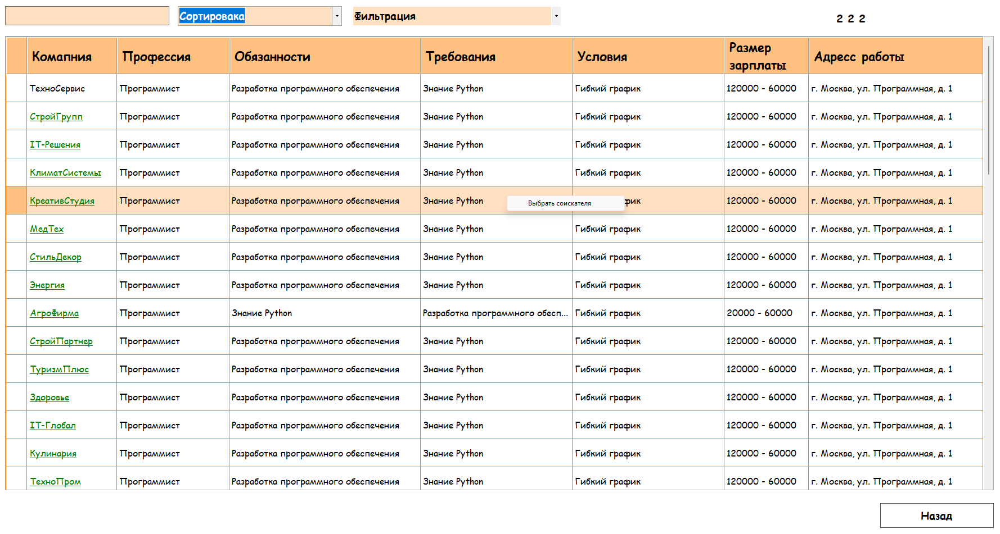 Сортировака Фильтрация 2 2 2
Комапния Профессия Обязанности Требования Условия Размер зарплаты Адресс работы
ТехноСервис Программист Разработка программного обеспечения Знание Python Гибкий график 120000 - 60000 г. Москва, ул. Программная, д. 1
СтройГрупп Программист Разработка программного обеспечения Знание Python Гибкий график 120000 - 60000 г. Москва, ул. Программная, д. 1
IT-Решения Программист Разработка программного обеспечения Знание Python Гибкий график 120000 - 60000 г. Москва, ул. Программная, д. 1
КлиматСистемы Программист Разработка программного обеспечения Знание Python Гибкий график 120000 - 60000 г. Москва, ул. Программная, д. 1
КреативСтудия Программист Разработка программного обеспечения Знание Python Выбрать соискателя фик 120000 - 60000 г. Москва, ул. Программная, д. 1
МедТех Программист Разработка программного обеспечения Знание Python Гибкий график 120000 - 60000 г. Москва, ул. Программная, д. 1
СтильДекор Программист Разработка программного обеспечения Знание Python Гибкий график 120000 - 60000 г. Москва, ул. Программная, д. 1
Энергия Программист Разработка программного обеспечения Знание Python Гибкий график 120000 - 60000 г. Москва, ул. Программная, д. 1
АгроФирма Программист Знание Python Разработка программного обесп... Гибкий график 20000 - 60000 г. Москва, ул. Программная, д. 1
СтройПартнер Программист Разработка программного обеспечения Знание Python Гибкий график 120000 - 60000 г. Москва, ул. Программная, д. 1
ТуризмПлюс Программист Разработка программного обеспечения Знание Python Гибкий график 120000 - 60000 г. Москва, ул. Программная, д. 1
Здоровье Программист Разработка программного обеспечения Знание Python Гибкий график 120000 - 60000 г. Москва, ул. Программная, д. 1
IT-Глобал Программист Разработка программного обеспечения Знание Python Гибкий график 120000 - 60000 г. Москва, ул. Программная, д. 1
Кулинария Программист Разработка программного обеспечения Знание Python Гибкий график 120000 - 60000 г. Москва, ул. Программная, д. 1
ТехноПром Программист Разработка программного обеспечения Знание Python Гибкий график 120000 - 60000 г. Москва, ул. Программная, д. 1
Назад